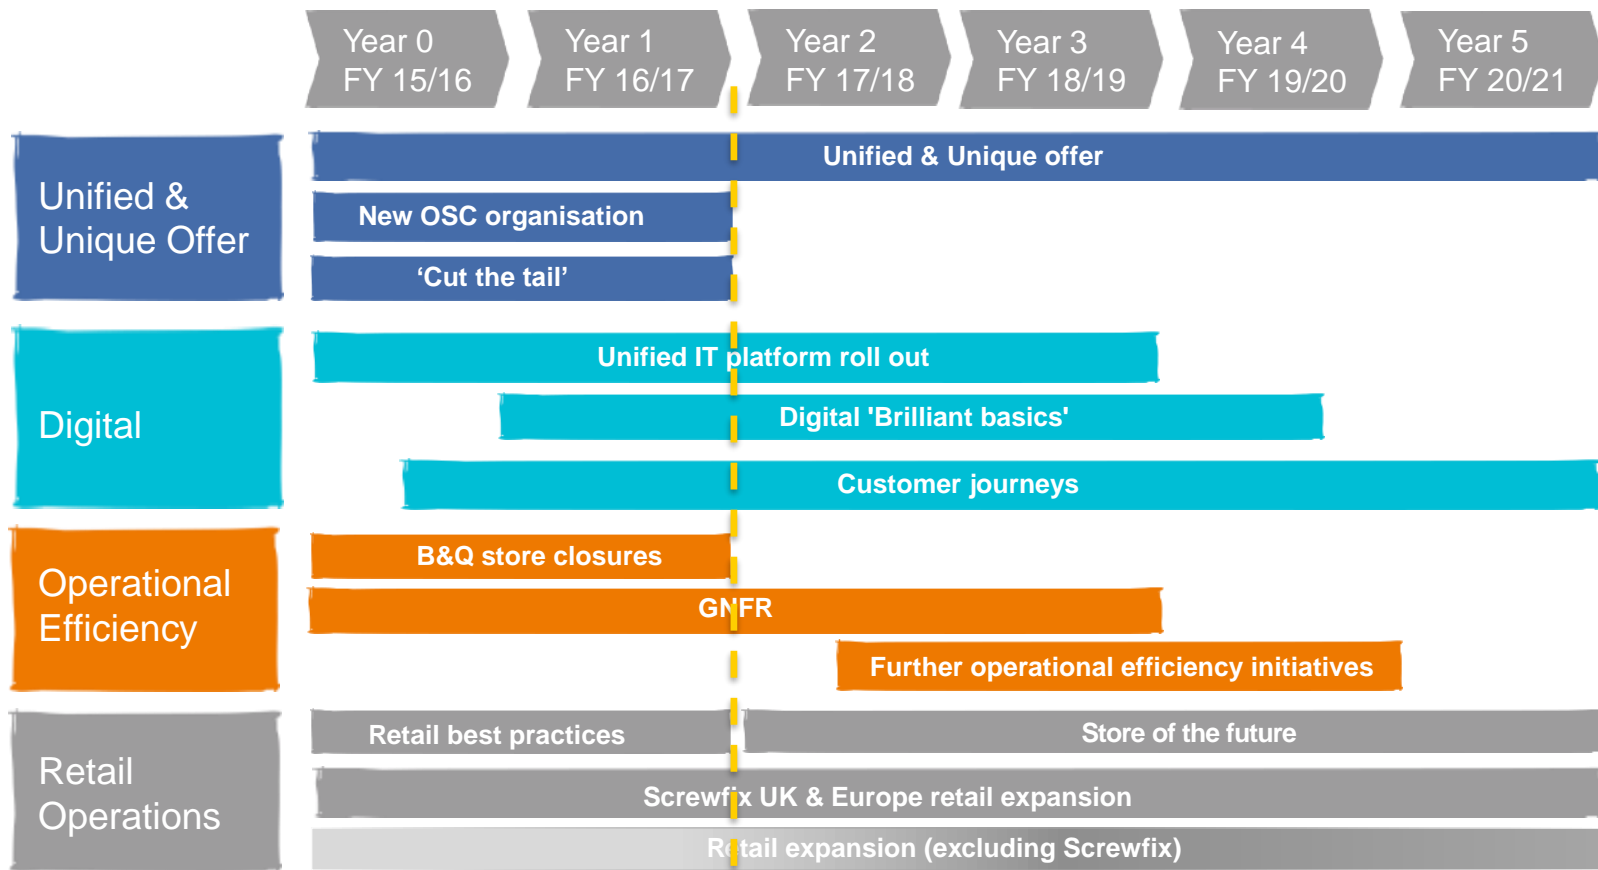 Year 0
FY 15/16
Year 1
FY 16/17
Year 2
FY 17/18
Year 3
FY 18/19
Year 4
FY 19/20
Year 5
FY 20/21
Unified &
Unique Offer
Unified & Unique offer
New OSC organisation
‘Cut the tail’
Digital
Unified IT platform roll out
Digital 'Brilliant basics'
Customer journeys
Operational
Efficiency
B&Q store closures
GNFR
Further operational efficiency initiatives
Retail
Operations
Retail best practices
Store of the future
Screwfix UK & Europe retail expansion
Retail expansion (excluding Screwfix)